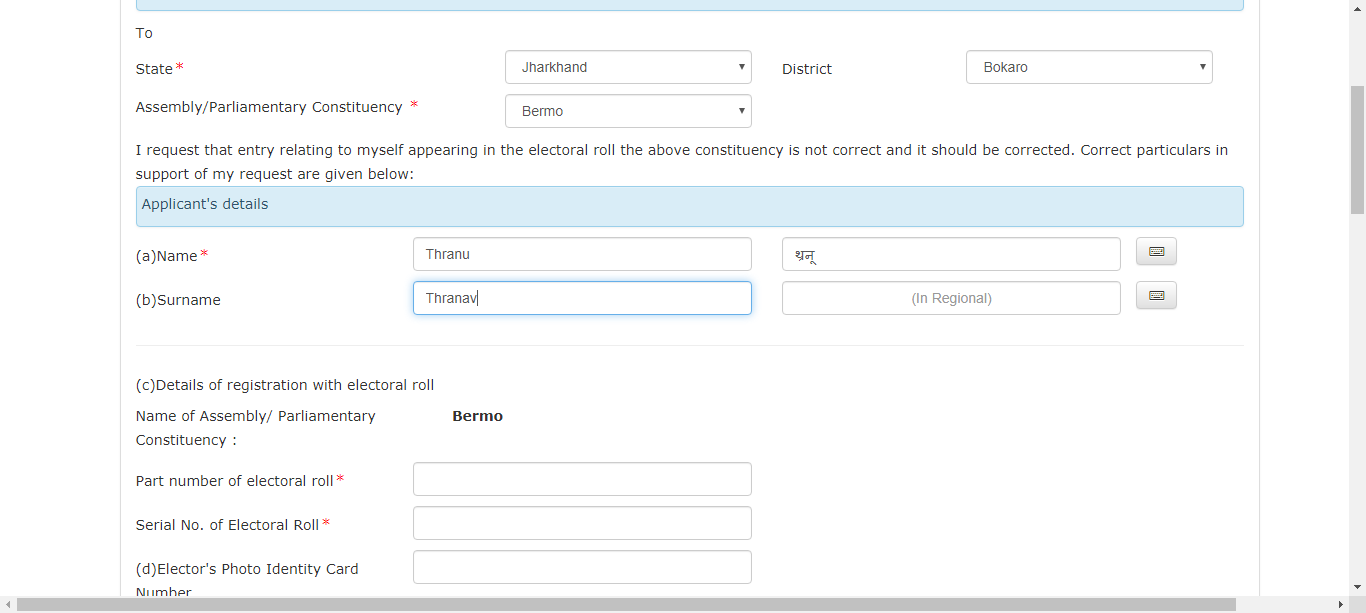 To
State* Jharkhand District Bokaro
Assembly/Parliamentary Constituency * Bermo
I request that entry relating to myself appearing in the electoral roll the above constituency is not correct and it should be corrected. Correct particulars in
support of my request are given below:
Applicant's details
(a)Name* Thranu थ्रनू
(b)Surname Thranav (In Regional)
(c)Details of registration with electoral roll
Name of Assembly/ Parliamentary Bermo
Constituency :
Part number of electoral roll*
Serial No. of Electoral Roll*
(d)Elector's Photo Identity Card
Number